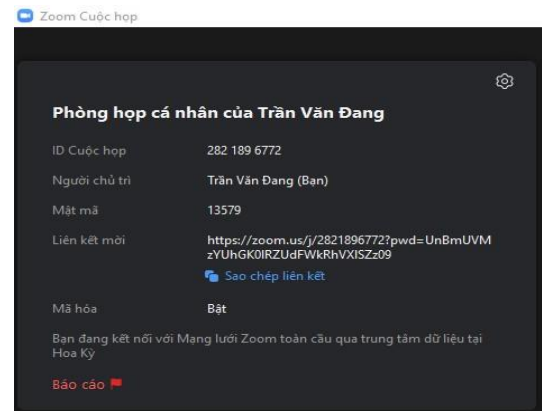 Zoom Cuộc họp
Phòng họp cá nhân của Trần Văn Đang
ID Cuộc họp 282 189 6772
Người chủ trì Trần Văn Đang (Bạn)
Mật mã 13579
Liên kết mời https://zoom.us/j/2821896772?pwd=UnBmUVM
zYUhGK0lRZUdFWkRhVXlSZz09
Sao chép liên kết
Mã hóa Bật
Bạn đang kết nối với Mạng lưới Zoom toàn cầu qua trung tâm dữ liệu tại
Hoa Kỳ
Báo cáo